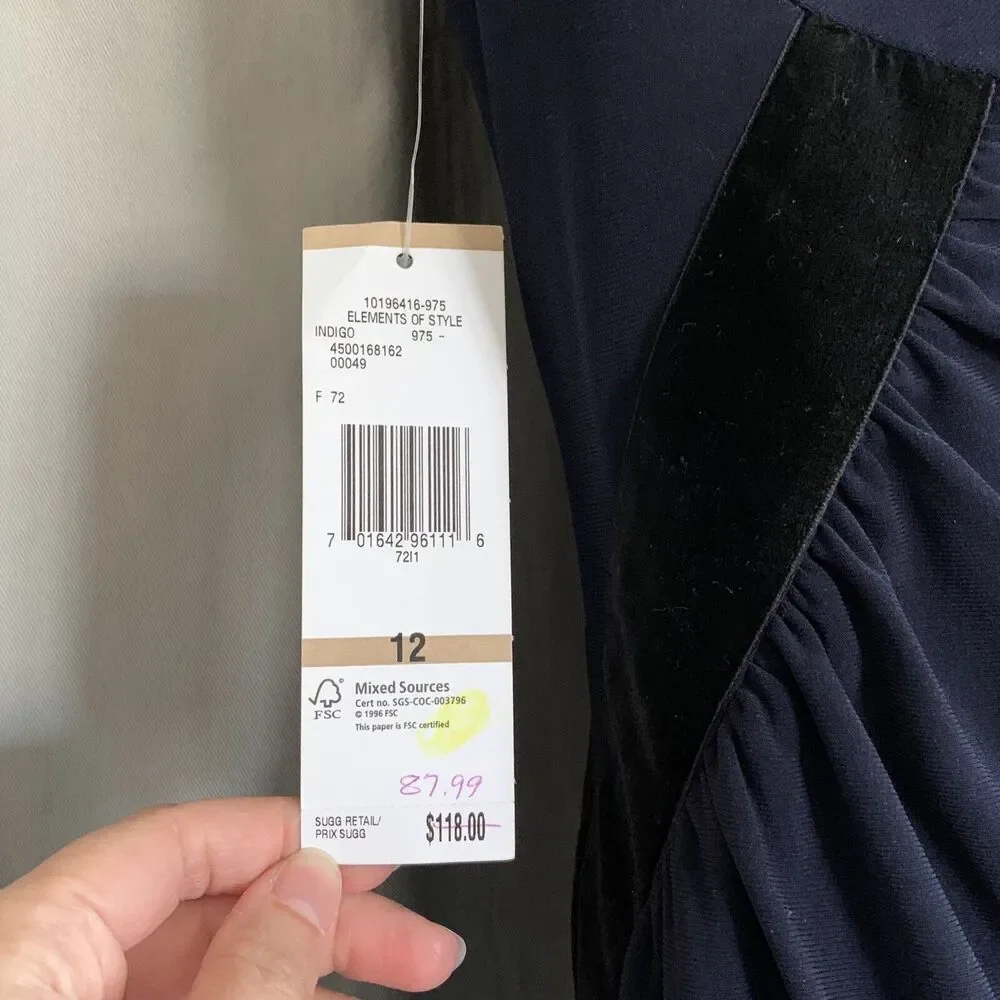 10196416-975
ELEMENTS OF STYLE
INDIGO 975 -
4500168162
00049
F 72
7 01642 96111 6
72I1
12
FSC
Mixed Sources
Cert no. SGS-COC-003796
© 1996 FSC
This paper is FSC certified
87.99
SUGG RETAIL/
PRIX SUGG
$118.00